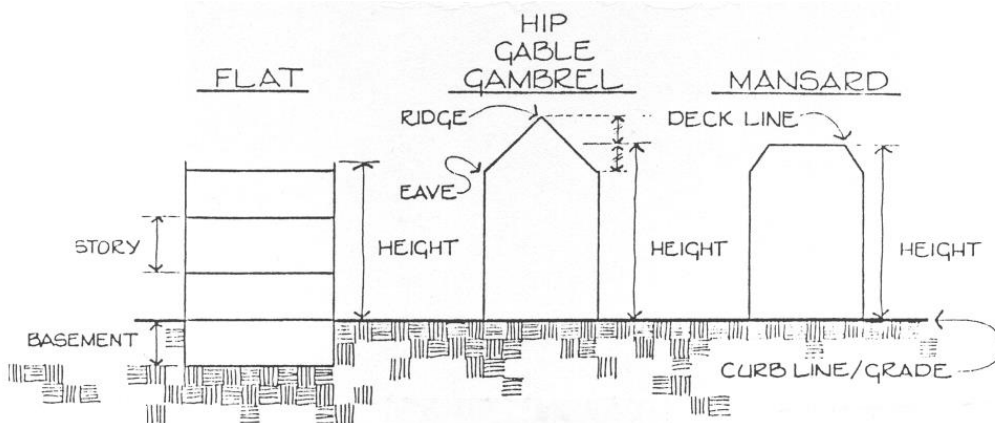 HIP
GABLE
GAMBREL
FLAT
MANSARD
RIDGE
DECK LINE
EAVE
STORY
HEIGHT
HEIGHT
HEIGHT
BASEMENT
CURB LINE/GRADE